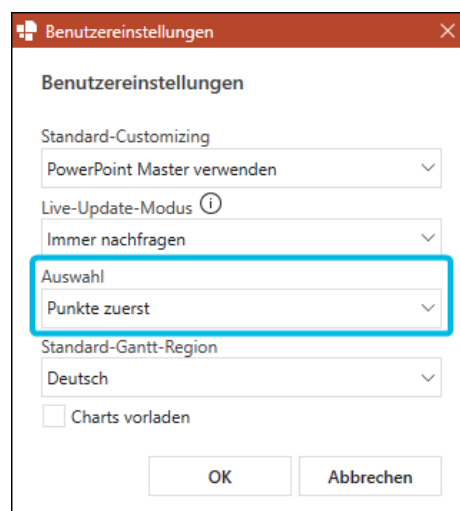 Benutzereinstellungen
Benutzereinstellungen
Standard-Customizing
PowerPoint Master verwenden
Live-Update-Modus
Immer nachfragen
Auswahl
Punkte zuerst
Standard-Gantt-Region
Deutsch
Charts vorladen
OK Abbrechen